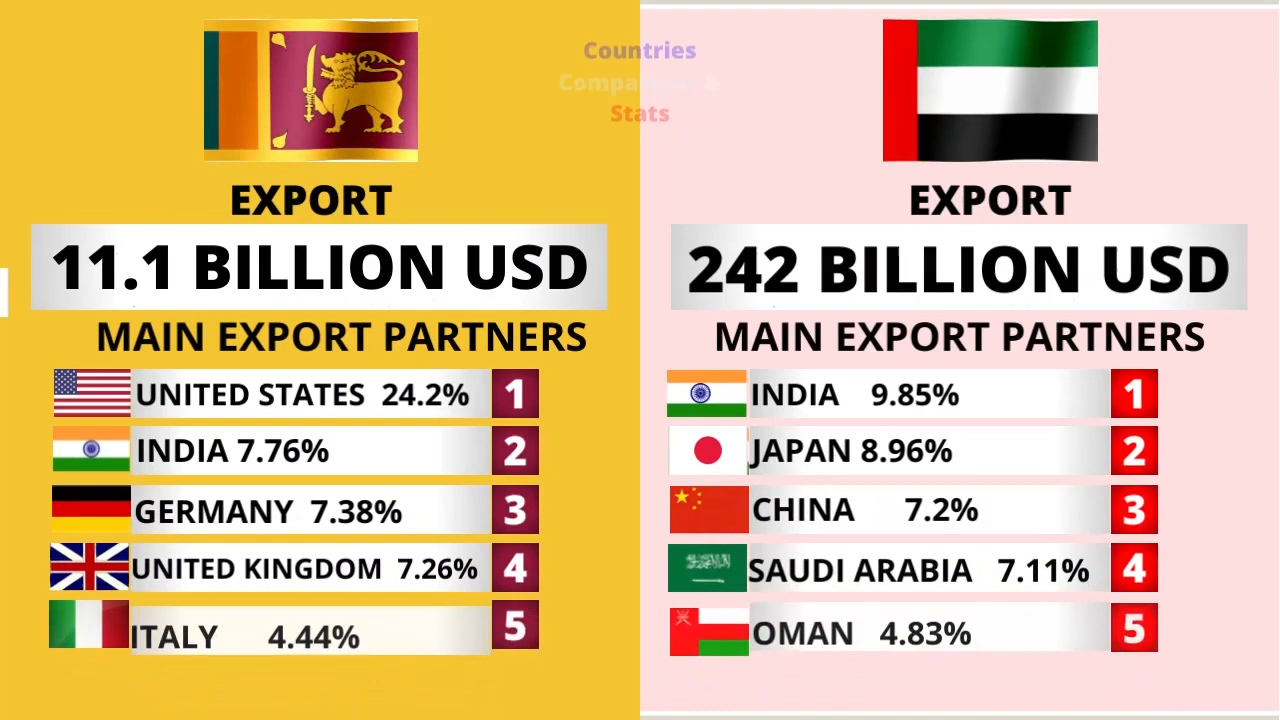 Countries
Comparison &
Stats
EXPORT
11.1 BILLION USD
MAIN EXPORT PARTNERS
UNITED STATES 24.2% 1
INDIA 7.76% 2
GERMANY 7.38% 3
UNITED KINGDOM 7.26% 4
ITALY 4.44% 5
EXPORT
242 BILLION USD
MAIN EXPORT PARTNERS
INDIA 9.85% 1
JAPAN 8.96% 2
CHINA 7.2% 3
SAUDI ARABIA 7.11% 4
OMAN 4.83% 5